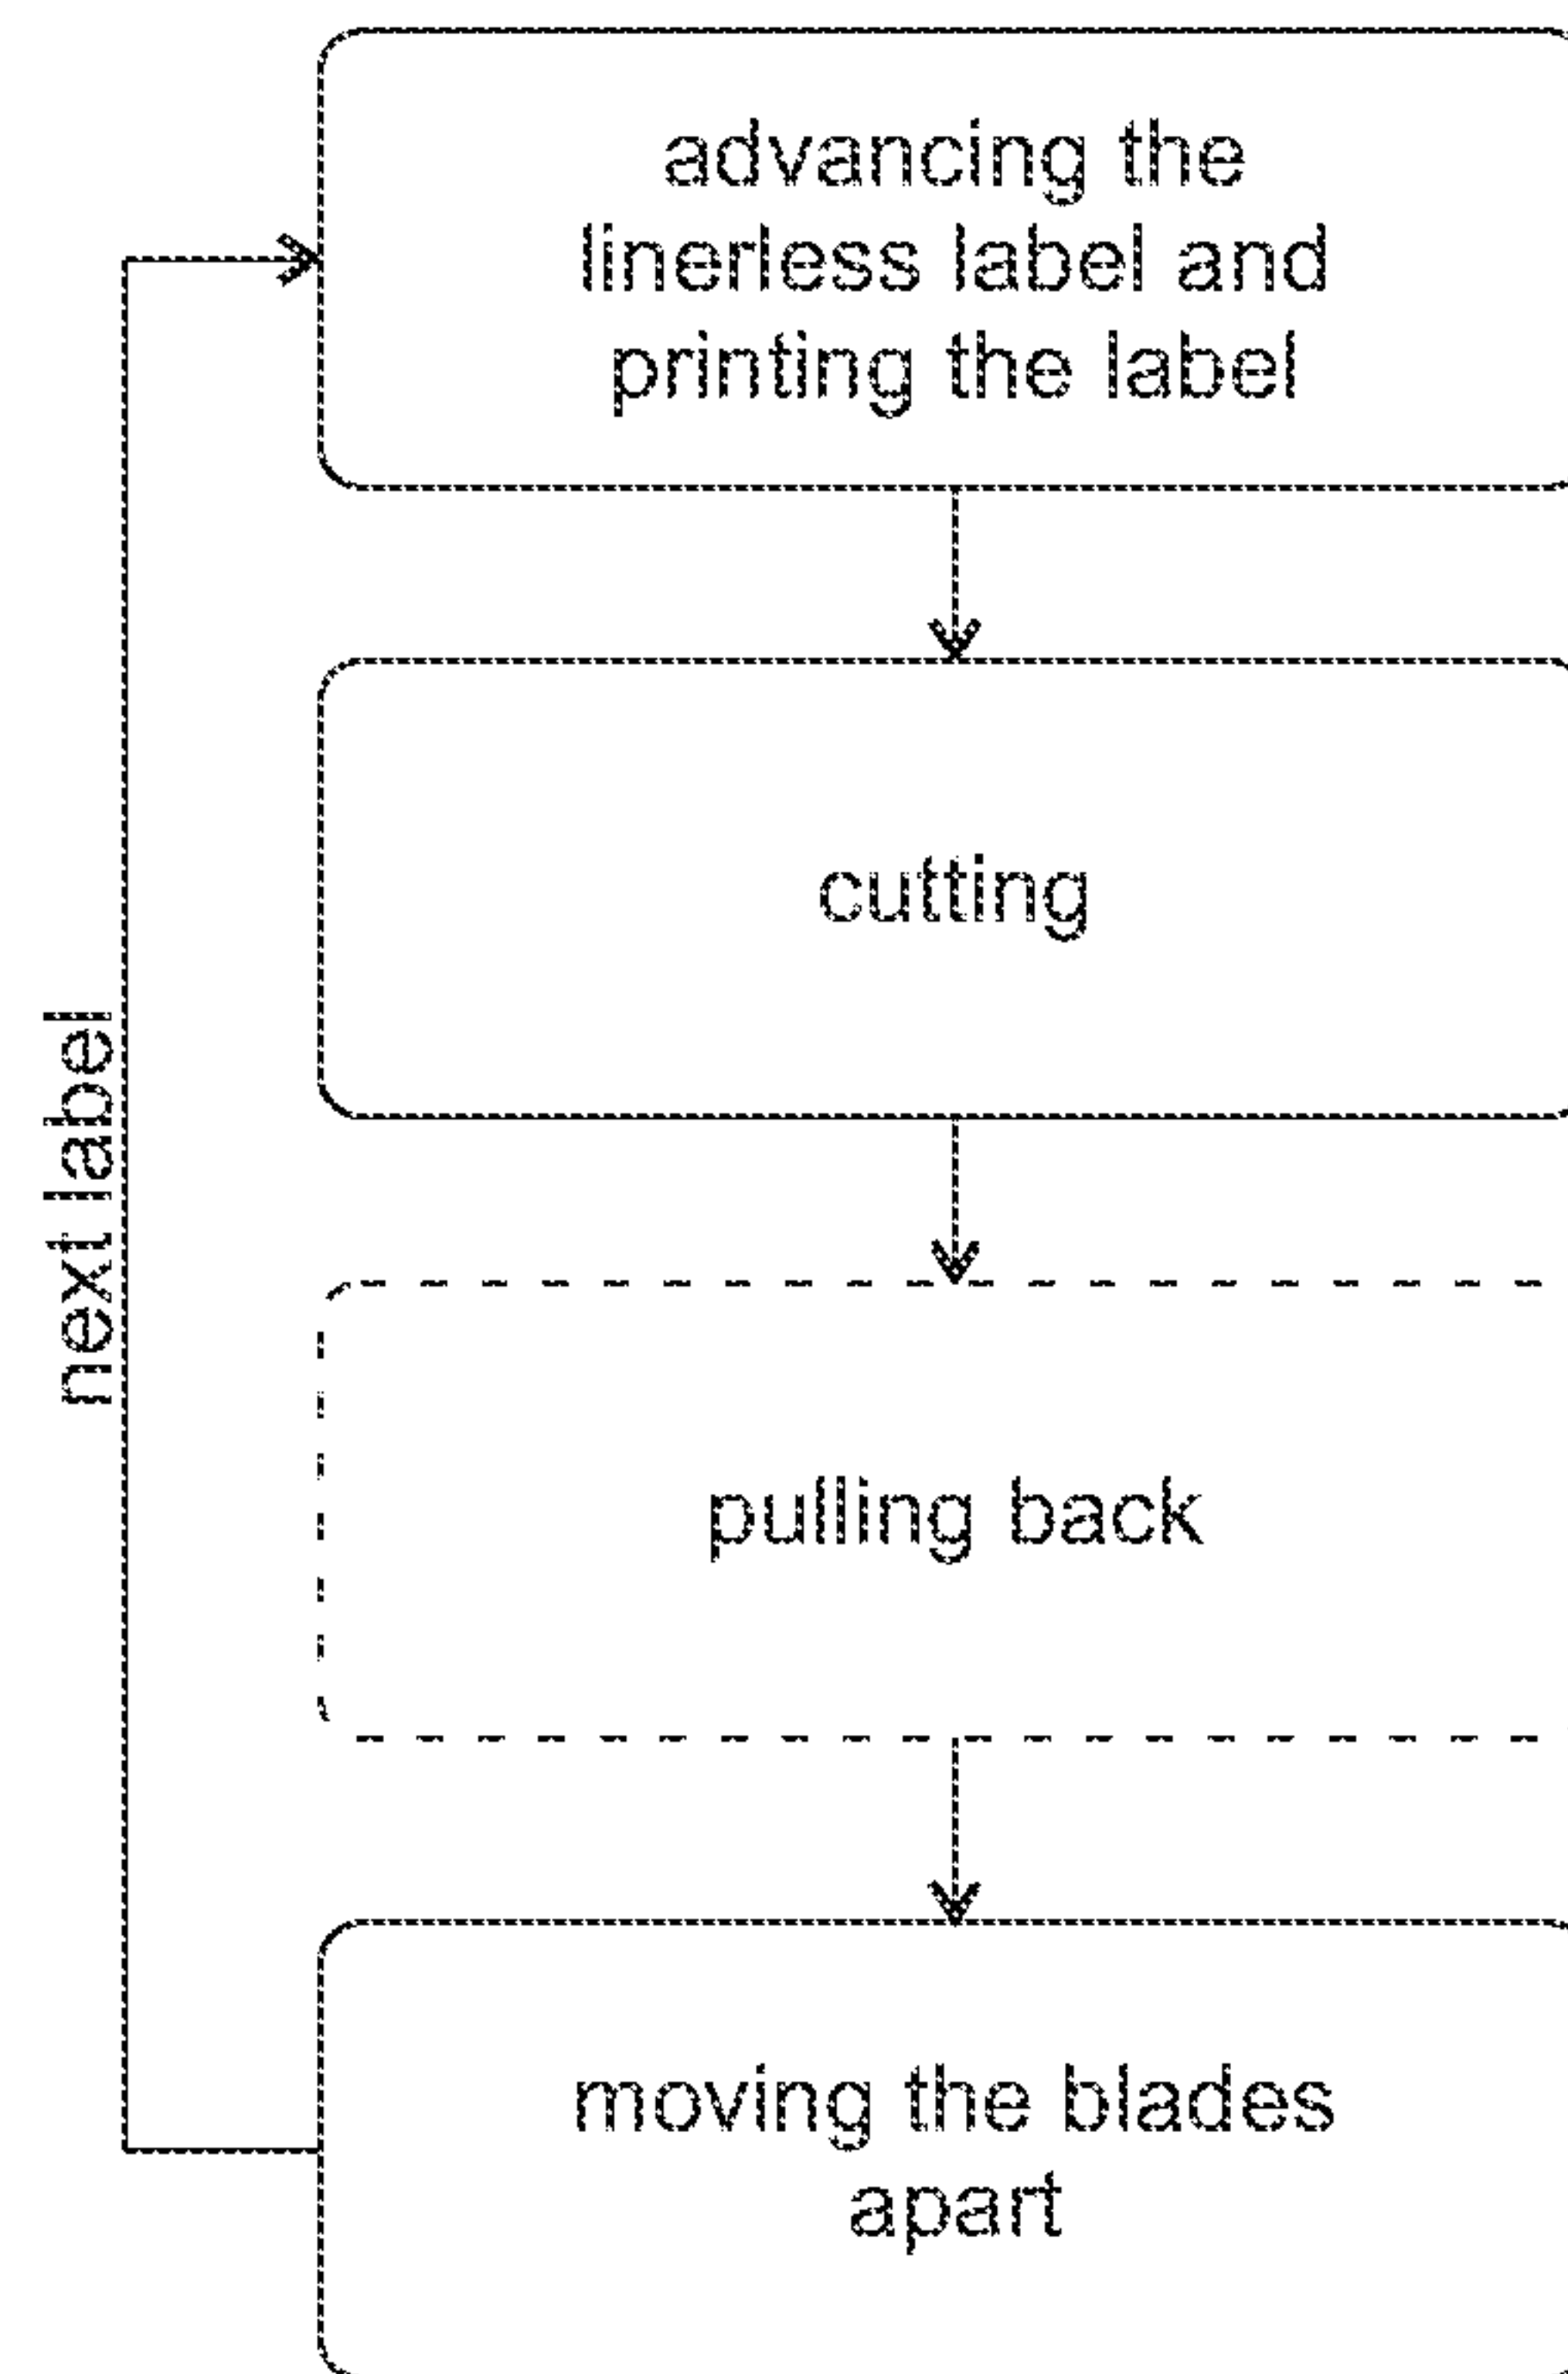 advancing the
linerless label and
printing the label
cutting
next label
pulling back
moving the blades
apart